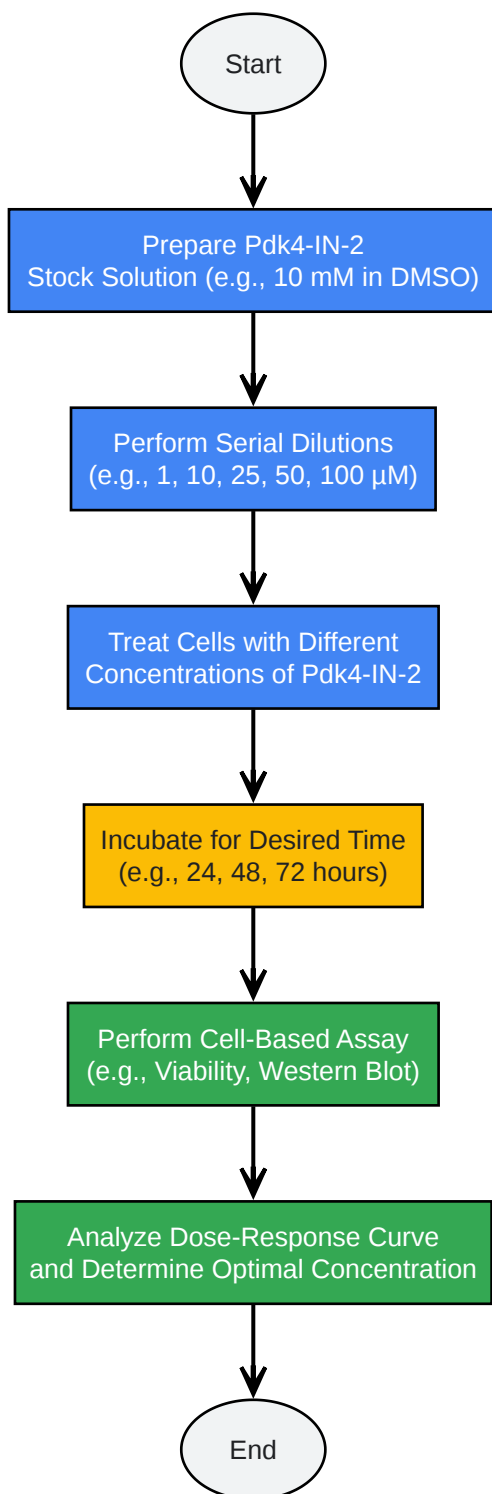 Start
Prepare Pdk4-IN-2
Stock Solution (e.g., 10 mM in DMSO)
Perform Serial Dilutions
(e.g., 1, 10, 25, 50, 100 µM)
Treat Cells with Different
Concentrations of Pdk4-IN-2
Incubate for Desired Time
(e.g., 24, 48, 72 hours)
Perform Cell-Based Assay
(e.g., Viability, Western Blot)
Analyze Dose-Response Curve
and Determine Optimal Concentration
End